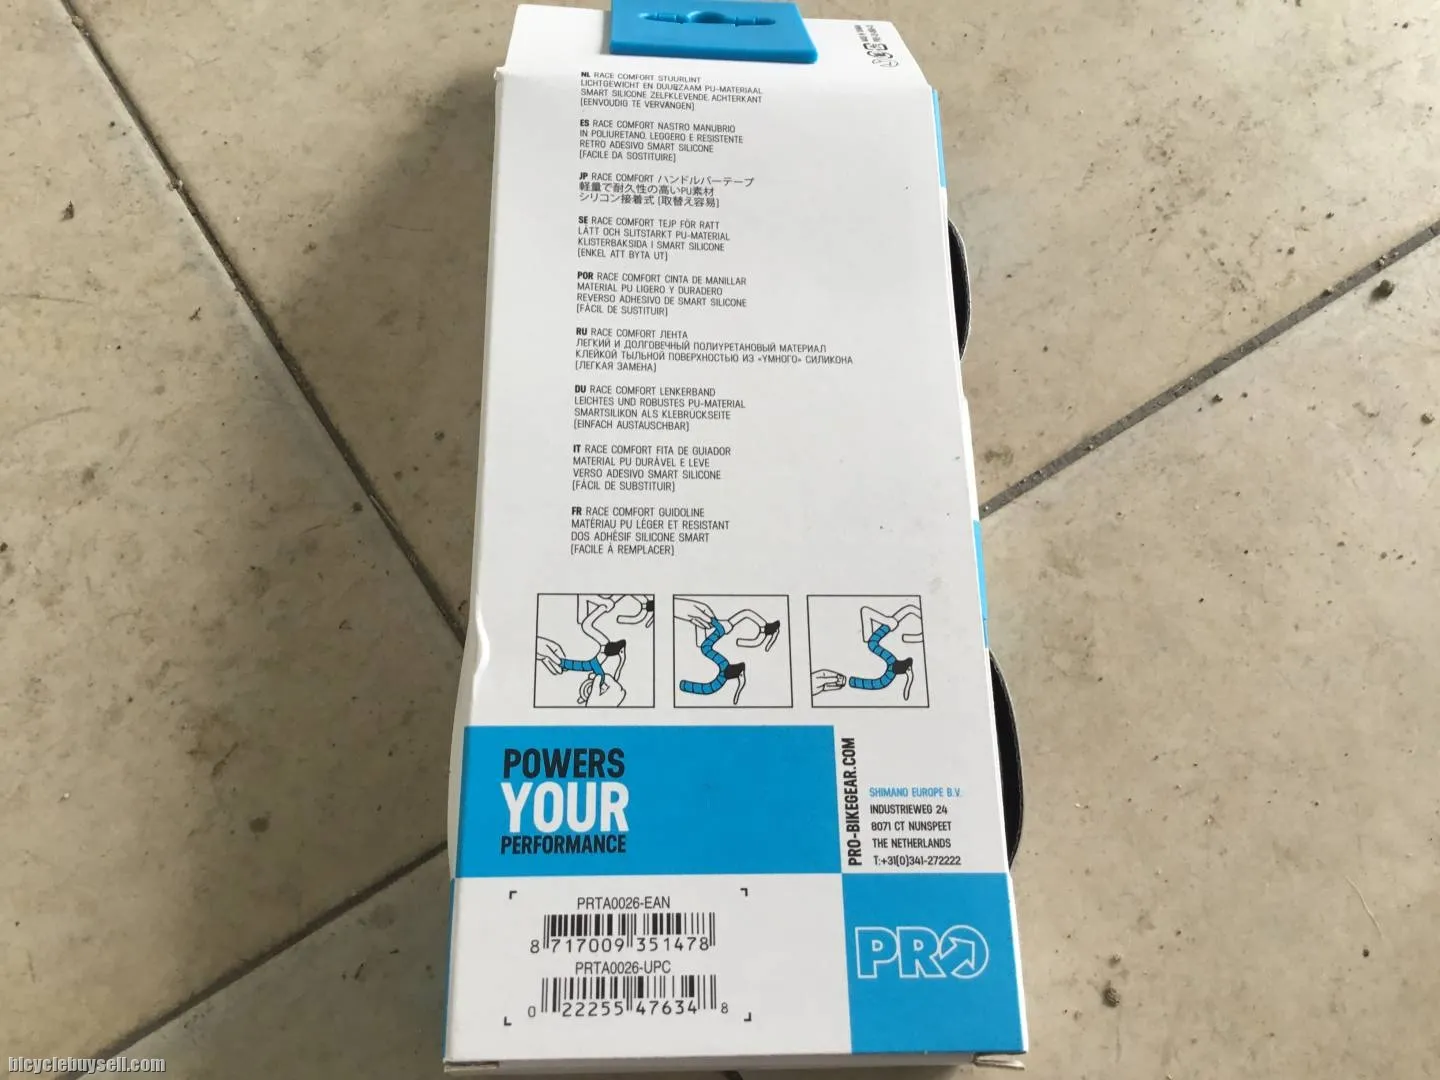 NL RACE COMFORT STUURLINT
LICHTGEWICHT EN DUURZAAM PU-MATERIAAL
SMART SILICONE ZELFKLEVENDE ACHTERKANT
(EENVOUDIG TE VERVANGEN)
ES RACE COMFORT NASTRO MANUBRIO
IN POLIURETANO, LEGGERO E RESISTENTE
RETRO ADESIVO SMART SILICONE
(FACILE DA SOSTITUIRE)
JP RACE COMFORT ハンドルバーテープ
軽量で耐久性の高いPU素材
シリコン接着式 (取替え容易)
SE RACE COMFORT TEJP FÖR RATT
LÄTT OCH SLITSTARKT PU-MATERIAL
KLISTERBAKSIDA I SMART SILICONE
(ENKEL ATT BYTA UT)
POR RACE COMFORT CINTA DE MANILLAR
MATERIAL PU LIGERO Y DURADERO
REVERSO ADHESIVO DE SMART SILICONE
(FÁCIL DE SUSTITUIR)
RU RACE COMFORT ЛЕНТА
ЛЕГКИЙ И ДОЛГОВЕЧНЫЙ ПОЛИУРЕТАНОВЫЙ МАТЕРИАЛ
КЛЕЙКОЙ ТЫЛЬНОЙ ПОВЕРХНОСТЬЮ ИЗ «УМНОГО» СИЛИКОНА
(ЛЕГКАЯ ЗАМЕНА)
DU RACE COMFORT LENKERBAND
LEICHTES UND ROBUSTES PU-MATERIAL
SMARTSILIKON ALS KLEBRÜCKSEITE
(EINFACH AUSTAUSCHBAR)
IT RACE COMFORT FITA DE GUIADOR
MATERIAL PU DURÁVEL E LEVE
VERSO ADESIVO SMART SILICONE
(FÁCIL DE SUBSTITUIR)
FR RACE COMFORT GUIDOLINE
MATÉRIAU PU LÉGER ET RESISTANT
DOS ADHÉSIF SILICONE SMART
(FACILE À REMPLACER)
POWERS
YOUR
PERFORMANCE
PRO-BIKEGEAR.COM
SHIMANO EUROPE B.V.
INDUSTRIEWEG 24
8071 CT NUNSPEET
THE NETHERLANDS
T:+31(0)341-272222
PRTA0026-EAN
8 717009 351478
PRTA0026-UPC
0 22255 47634 8
PRO
bicyclebuysell.com